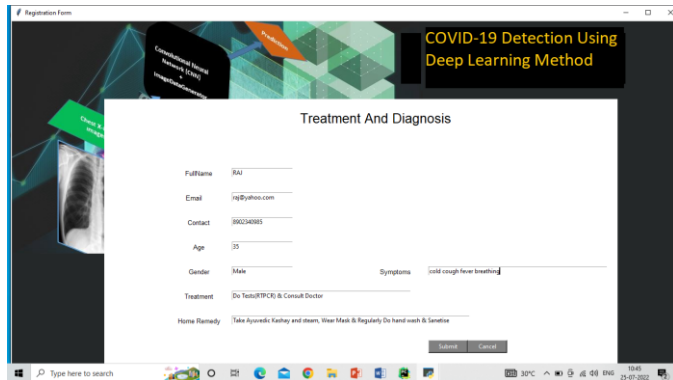 Registration Form
Prediction
COVID-19 Detection Using
Deep Learning Method
Convolutional Neural
Network (CNN)
+
ImageDataGenerator
Chest X
Treatment And Diagnosis
FullName RAJ
Email raj@yahoo.com
Contact 8902340985
Age 35
Gender Male Symptoms cold cough fever breathing
Treatment Do Tests(RTPCR) & Consult Doctor
Home Remedy Take Ayuvedic Kashay and steam, Wear Mask & Regularly Do hand wash & Sanetise
Submit Cancel
Type here to search
30°C ENG 10:45
25-07-2022